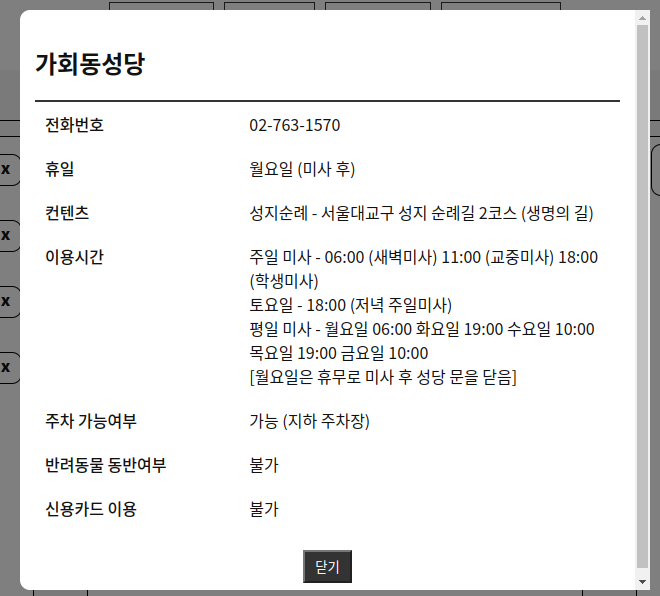 가회동성당
전화번호 02-763-1570
휴일 월요일 (미사 후)
컨텐츠 성지순례 - 서울대교구 성지 순례길 2코스 (생명의 길)
이용시간 주일 미사 - 06:00 (새벽미사) 11:00 (교중미사) 18:00
(학생미사)
토요일 - 18:00 (저녁 주일미사)
평일 미사 - 월요일 06:00 화요일 19:00 수요일 10:00
목요일 19:00 금요일 10:00
[월요일은 휴무로 미사 후 성당 문을 닫음]
주차 가능여부 가능 (지하 주차장)
반려동물 동반여부 불가
신용카드 이용 불가
닫기
x
x
x
x